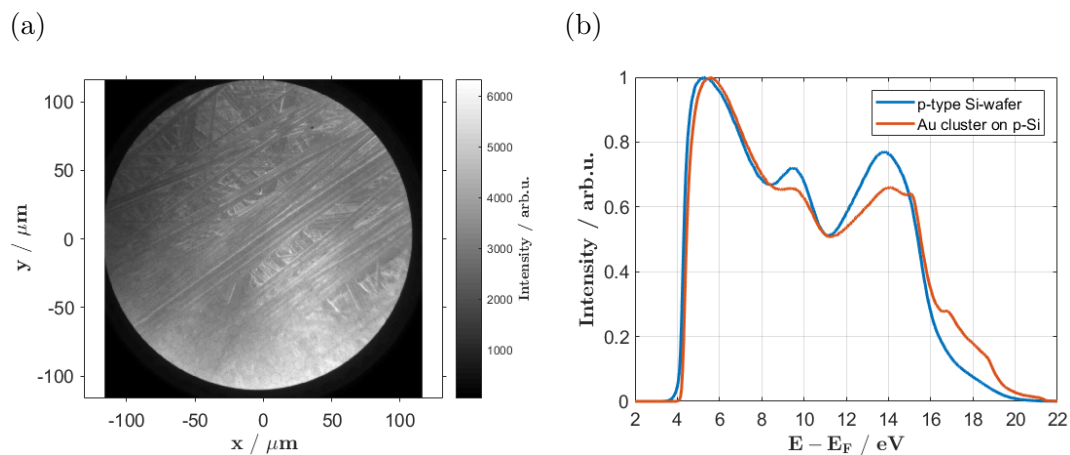 (a)
(b)
100
50
0
-50
-100
y / μm
-100 -50 0 50 100
x / μm
6000
5000
4000
3000
2000
1000
Intensity / arb.u.
1
0.8
0.6
0.4
0.2
0
Intensity / arb.u.
p-type Si-wafer
Au cluster on p-Si
2 4 6 8 10 12 14 16 18 20 22
E − E_F / eV